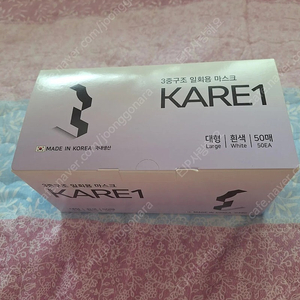 3중구조 일회용 마스크
KARE1
MADE IN KOREA 국내생산
대형 흰색 50매
Large White 50EA
3중구조 일회용 마스크
KARE1